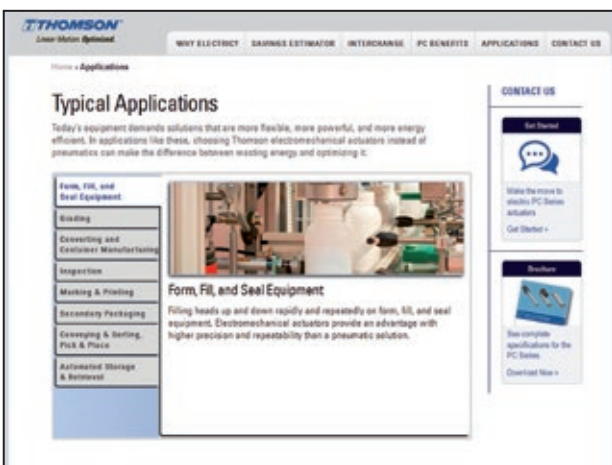 THOMSON
Linear Motion. Optimized.
WHY ELECTRIC? SAVINGS ESTIMATOR INTERCHANGE PC BENEFITS APPLICATIONS CONTACT US
Home » Applications
Typical Applications
Today's equipment demands solutions that are more flexible, more powerful, and more energy
efficient. In applications like these, choosing Thomson electromechanical actuators instead of
pneumatics can make the difference between wasting energy and optimizing it.
Form, Fill, and
Seal Equipment
Grading
Converting and
Container Manufacturing
Inspection
Marking & Printing
Secondary Packaging
Conveying & Sorting,
Pick & Place
Automated Storage
& Retrieval
Form, Fill, and Seal Equipment
Filling heads up and down rapidly and repeatedly on form, fill, and seal
equipment. Electromechanical actuators provide an advantage with
higher precision and repeatability than a pneumatic solution.
CONTACT US
Get Started
Make the move to
electric PC Series
actuators
Get Started »
Brochure
See complete
specifications for the
PC Series.
Download Now »